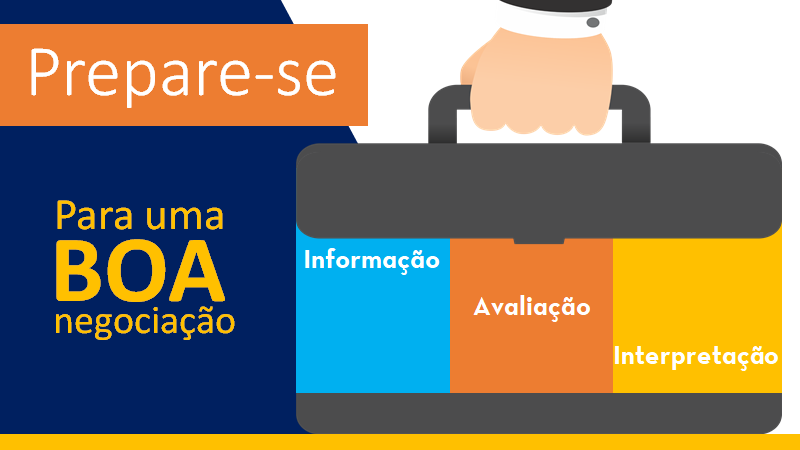 Prepare-se
Para uma
BOA
negociação
Informação
Avaliação
Interpretação